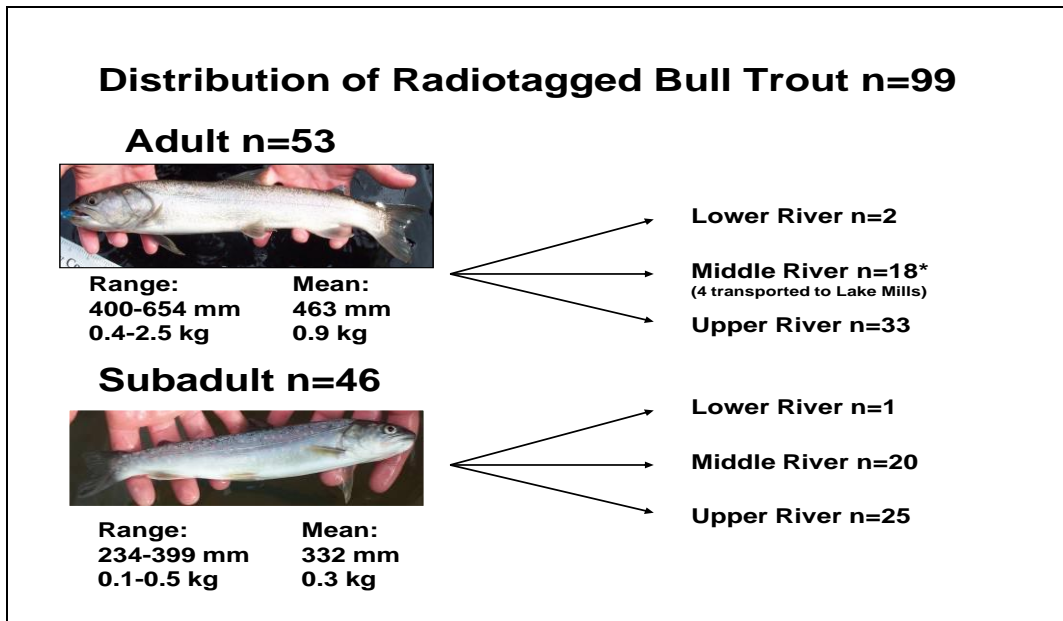 Distribution of Radiotagged Bull Trout n=99
Adult n=53
Range:
400-654 mm
0.4-2.5 kg
Mean:
463 mm
0.9 kg
Lower River n=2
Middle River n=18*
(4 transported to Lake Mills)
Upper River n=33
Subadult n=46
Range:
234-399 mm
0.1-0.5 kg
Mean:
332 mm
0.3 kg
Lower River n=1
Middle River n=20
Upper River n=25